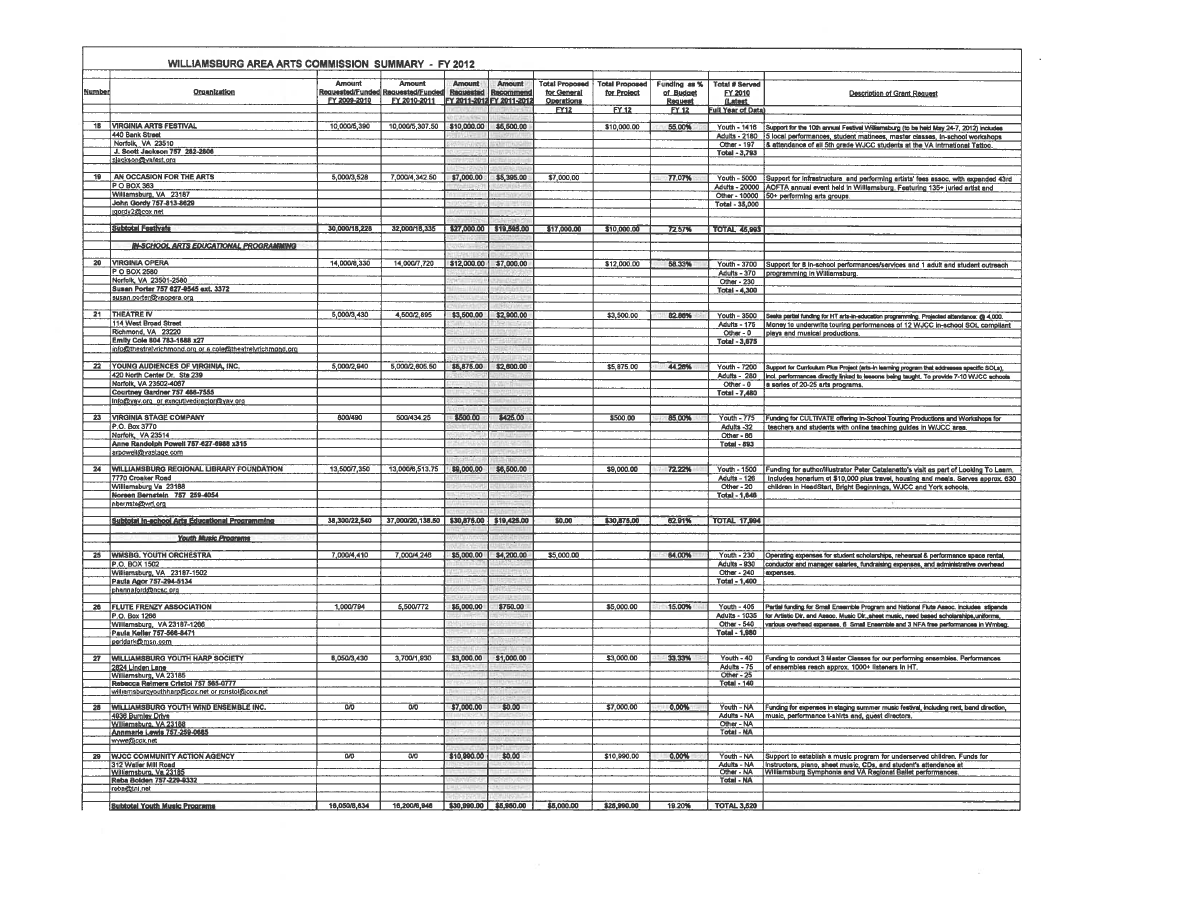 WILLIAMSBURG AREA ARTS COMMISSION SUMMARY - FY 2012
Number Organization Amount Requested/Funded FY 2009-2010 Amount Requested/Funded FY 2010-2011 Amount Requested FY 2011-2012 Amount Recommend FY 2011-2012 Total Proposed for General Operations FY12 Total Proposed for Project FY 12 Funding as % of Budget Request FY 12 Total # Served FY 2010 (Latest Full Year of Data) Description of Grant Request
18 VIRGINIA ARTS FESTIVAL 10,000/5,390 10,000/5,307.50 $10,000.00 $5,500.00 $10,000.00 55.00% Youth - 1416 Support for the 10th annual Festival Williamsburg (to be held May 24-7, 2012) includes
440 Bank Street Adults - 2180 5 local performances, student matinees, master classes, in-school workshops
Norfolk, VA 23510 Other - 197 & attendance of all 5th grade WJCC students at the VA Intrnational Tattoo.
J. Scott Jackson 757 282-2806 Total - 3,793
sjackson@vafest.org
19 AN OCCASION FOR THE ARTS 5,000/3,528 7,000/4,342.50 $7,000.00 $5,395.00 $7,000.00 77.07% Youth - 5000 Support for infrastructure and performing artists' fees assoc. with expanded 43rd
P O BOX 363 Adults - 20000 AOFTA annual event held in Williamsburg. Featuring 135+ juried artist and
Williamsburg, VA 23187 Other - 10000 50+ performing arts groups
John Gordy 757-813-8629 Total - 35,000
jgordy2@cox.net
Subtotal Festivals 30,000/18,228 32,000/18,335 $27,000.00 $19,595.00 $17,000.00 $10,000.00 72.57% TOTAL 45,993
IN-SCHOOL ARTS EDUCATIONAL PROGRAMMING
20 VIRGINIA OPERA 14,000/8,330 14,000/7,720 $12,000.00 $7,000.00 $12,000.00 58.33% Youth - 3700 Support for 8 in-school performances/services and 1 adult and student outreach
P O BOX 2580 Adults - 370 programming in Williamsburg.
Norfolk, VA 23501-2580 Other - 230
Susan Porter 757 627-9545 ext. 3372 Total - 4,300
susan.porter@vaopera.org
21 THEATRE IV 5,000/3,430 4,500/2,895 $3,500.00 $2,900.00 $3,500.00 82.86% Youth - 3500 Seeks partial funding for HT arts-in-education programming. Projected attendance: @ 4,000.
114 West Broad Street Adults - 175 Money to underwrite touring performances of 12 WJCC in-school SOL compliant
Richmond, VA 23220 Other - 0 plays and musical productions.
Emily Cole 804 783-1688 x27 Total - 3,675
info@theatreivrichmond.org or e.cole@theatreivrichmond.org
22 YOUNG AUDIENCES OF VIRGINIA, INC. 5,000/2,940 5,000/2,605.50 $5,875.00 $2,600.00 $5,875.00 44.26% Youth - 7200 Support for Curriculum Plus Project (arts-in learning program that addresses specific SOLs),
420 North Center Dr. Ste 239 Adults - 280 incl. performances directly linked to lessons being taught. To provide 7-10 WJCC schools
Norfolk, VA 23502-4067 Other - 0 a series of 20-25 arts programs.
Courtney Gardner 757 466-7555 Total - 7,480
info@yav.org or executivedirector@yav.org
23 VIRGINIA STAGE COMPANY 800/490 500/434.25 $500.00 $425.00 $500.00 85.00% Youth - 775 Funding for CULTIVATE offering In-School Touring Productions and Workshops for
P.O. Box 3770 Adults -32 teachers and students with online teaching guides in W/JCC area.
Norfolk, VA 23514 Other - 86
Anne Randolph Powell 757-627-6988 x315 Total - 893
arpowell@vastage.com
24 WILLIAMSBURG REGIONAL LIBRARY FOUNDATION 13,500/7,350 13,000/6,513.75 $9,000.00 $6,500.00 $9,000.00 72.22% Youth - 1500 Funding for author/illustrator Peter Catalanotto's visit as part of Looking To Learn.
7770 Croaker Road Adults - 126 Includes honorarium at $10,000 plus travel, housing and meals. Serves approx. 630
Williamsburg Va 23188 Other - 20 children in HeadStart, Bright Beginnings, WJCC and York schools.
Noreen Bernstein 757 259-4054 Total - 1,646
nbernste@wrl.org
Subtotal In-school Arts Educational Programming 38,300/22,540 37,000/20,138.50 $30,875.00 $19,425.00 $0.00 $30,875.00 62.91% TOTAL 17,994
Youth Music Programs
25 WMSBG. YOUTH ORCHESTRA 7,000/4,410 7,000/4,246 $5,000.00 $4,200.00 $5,000.00 84.00% Youth - 230 Operating expenses for student scholarships, rehearsal & performance space rental,
P.O. BOX 1502 Adults - 930 conductor and manager salaries, fundraising expenses, and administrative overhead
Williamsburg, VA 23187-1502 Other - 240 expenses.
Paula Agor 757-294-5134 Total - 1,400
phannaford@ncsc.org
26 FLUTE FRENZY ASSOCIATION 1,000/794 5,500/772 $5,000.00 $750.00 $5,000.00 15.00% Youth - 405 Partial funding for Small Ensemble Program and National Flute Assoc. includes stipends
P.O. Box 1266 Adults - 1035 for Artistic Dir. and Assoc. Music Dir.,sheet music, need based scholarships,uniforms,
Williamsburg, VA 23187-1266 Other - 540 various overhead expenses. 6 Small Ensemble and 3 NFA free performances in Wmbsg.
Paula Keller 757-566-8471 Total - 1,980
perldark@msn.com
27 WILLIAMSBURG YOUTH HARP SOCIETY 8,050/3,430 3,700/1,930 $3,000.00 $1,000.00 $3,000.00 33.33% Youth - 40 Funding to conduct 3 Master Classes for our performing ensembles. Performances
2624 Linden Lane Adults - 75 of ensembles reach approx. 1000+ listeners in HT.
Williamsburg, VA 23185 Other - 25
Rebecca Reimers Cristol 757 565-0777 Total - 140
williamsburgyouthharp@cox.net or rcristol@cox.net
28 WILLIAMSBURG YOUTH WIND ENSEMBLE INC. 0/0 0/0 $7,000.00 $0.00 $7,000.00 0.00% Youth - NA Funding for expenses in staging summer music festival, including rent, band direction,
4936 Burnley Drive Adults - NA music, performance t-shirts and, guest directors.
Williamsburg, VA 23188 Other - NA
Annmarie Lewis 757-259-0685 Total - NA
wywe@cox.net
29 WJCC COMMUNITY ACTION AGENCY 0/0 0/0 $10,990.00 $0.00 $10,990.00 0.00% Youth - NA Support to establish a music program for underserved children. Funds for
312 Waller Mill Road Adults - NA instructors, piano, sheet music, CDs, and student's attendance at
Williamsburg, Va 23185 Other - NA Williamsburg Symphonia and VA Regional Ballet performances.
Reba Bolden 757-229-9332 Total - NA
reba@tni.net
Subtotal Youth Music Programs 16,050/8,634 16,200/6,948 $30,990.00 $5,950.00 $5,000.00 $25,990.00 19.20% TOTAL 3,520